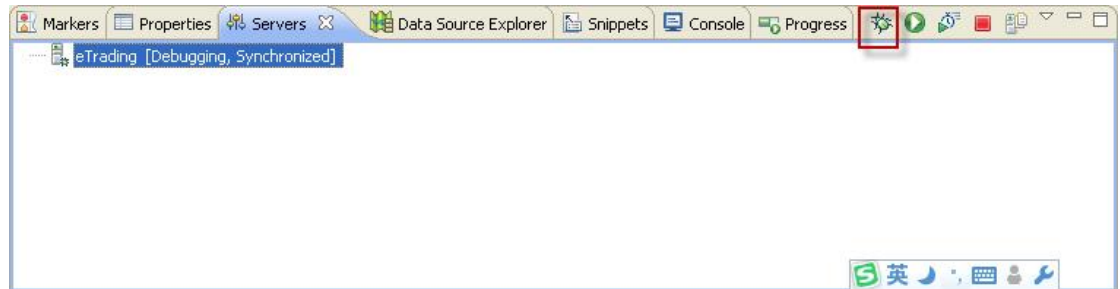 Markers Properties Servers Data Source Explorer Snippets Console Progress
eTrading [Debugging, Synchronized]
英